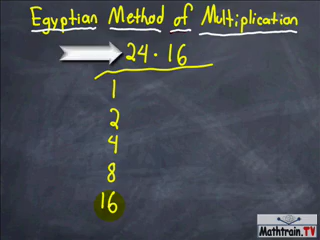 Egyptian Method of Multiplication
24 · 16
1
2
4
8
16
Mathtrain.TV